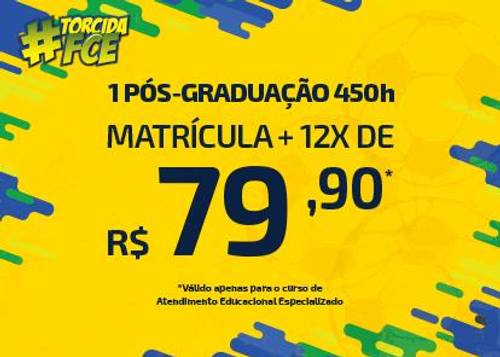 #TORCIDA
FCE
1 PÓS-GRADUAÇÃO 450h
MATRÍCULA + 12X DE
R$ 79,90*
*Válido apenas para o curso de
Atendimento Educacional Especializado